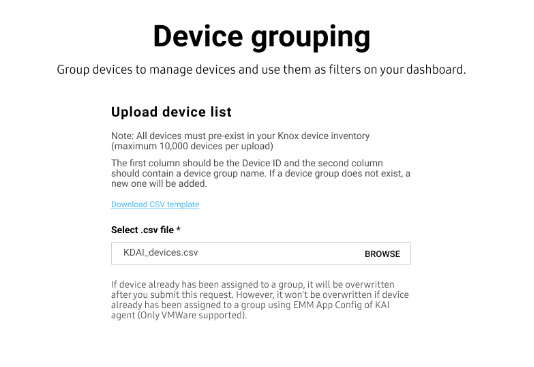 Device grouping
Group devices to manage devices and use them as filters on your dashboard.
Upload device list
Note: All devices must pre-exist in your Knox device inventory
(maximum 10,000 devices per upload)
The first column should be the Device ID and the second column
should contain a device group name. If a device group does not exist, a
new one will be added.
Download CSV template
Select .csv file *
KDAI_devices.csv
BROWSE
If device already has been assigned to a group, it will be overwritten
after you submit this request. However, it won't be overwritten if device
already has been assigned to a group using EMM App Config of KAI
agent (Only VMWare supported).